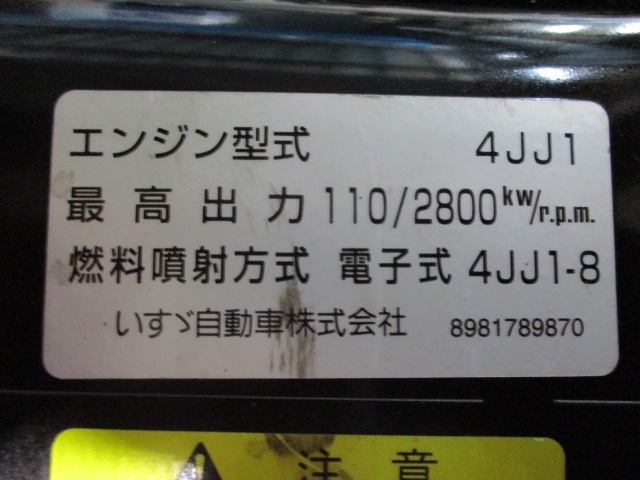 エンジン型式 4JJ1
最高出力 110/2800 kW/r.p.m.
燃料噴射方式 電子式 4JJ1-8
いすゞ自動車株式会社 8981789870
注意